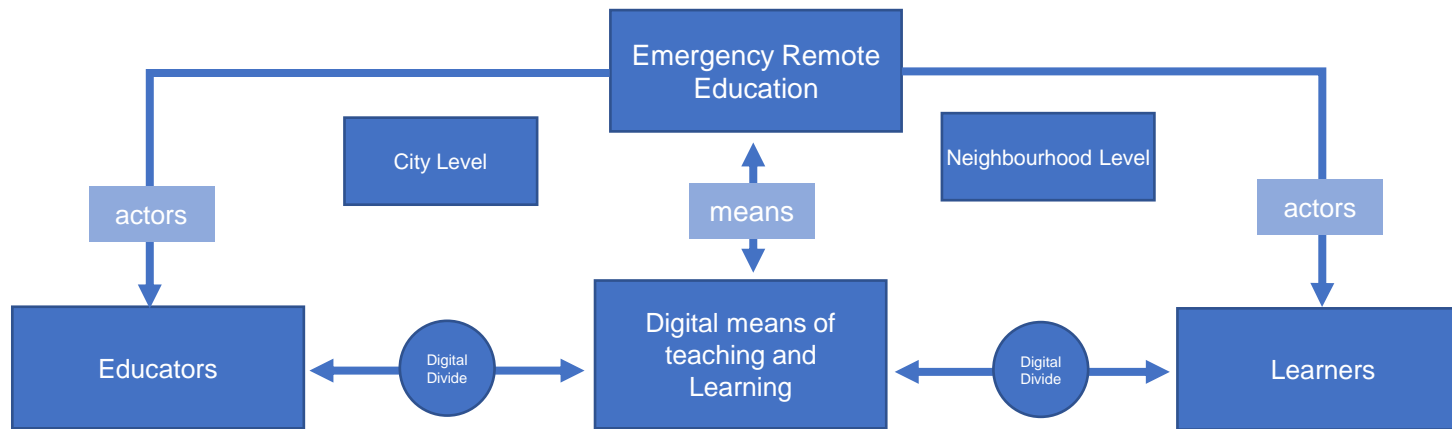 Emergency Remote
Education
City Level
Neighbourhood Level
actors
means
actors
Educators
Digital
Divide
Digital means of
teaching and
Learning
Digital
Divide
Learners